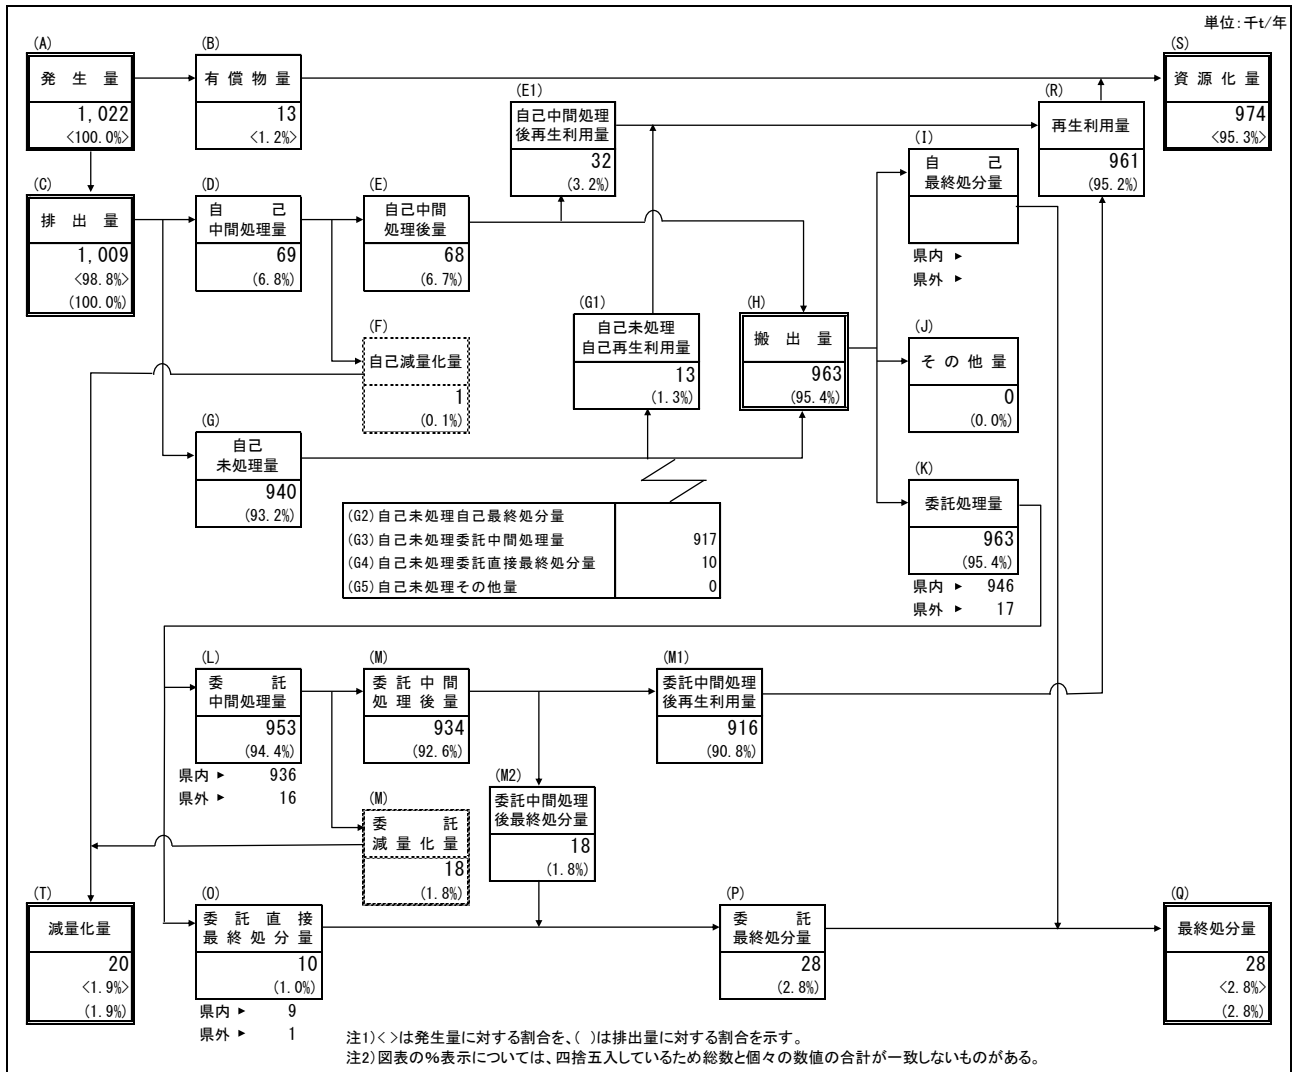 単位:千t/年
(A)
発生量
1,022
<100.0%>
(B)
有償物量
13
<1.2%>
(S)
資源化量
974
<95.3%>
(E1)
自己中間処理
後再生利用量
32
(3.2%)
(R)
再生利用量
961
(95.2%)
(I)
自己
最終処分量
県内 ►
県外 ►
(C)
排出量
1,009
<98.8%>
(100.0%)
(D)
自己
中間処理量
69
(6.8%)
(E)
自己中間
処理後量
68
(6.7%)
(F)
自己減量化量
1
(0.1%)
(G1)
自己未処理
自己再生利用量
13
(1.3%)
(H)
搬出量
963
(95.4%)
(J)
その他量
0
(0.0%)
(G)
自己
未処理量
940
(93.2%)
(G2)自己未処理自己最終処分量
(G3)自己未処理委託中間処理量 917
(G4)自己未処理委託直接最終処分量 10
(G5)自己未処理その他量 0
(K)
委託処理量
963
(95.4%)
県内 ► 946
県外 ► 17
(L)
委託
中間処理量
953
(94.4%)
県内 ► 936
県外 ► 16
(M)
委託中間
処理後量
934
(92.6%)
(M1)
委託中間処理
後再生利用量
916
(90.8%)
(M)
委託
減量化量
18
(1.8%)
(M2)
委託中間処理
後最終処分量
18
(1.8%)
(T)
減量化量
20
<1.9%>
(1.9%)
(O)
委託直接
最終処分量
10
(1.0%)
県内 ► 9
県外 ► 1
(P)
委託
最終処分量
28
(2.8%)
(Q)
最終処分量
28
<2.8%>
(2.8%)
注1)< >は発生量に対する割合を、( )は排出量に対する割合を示す。
注2)図表の%表示については、四捨五入しているため総数と個々の数値の合計が一致しないものがある。